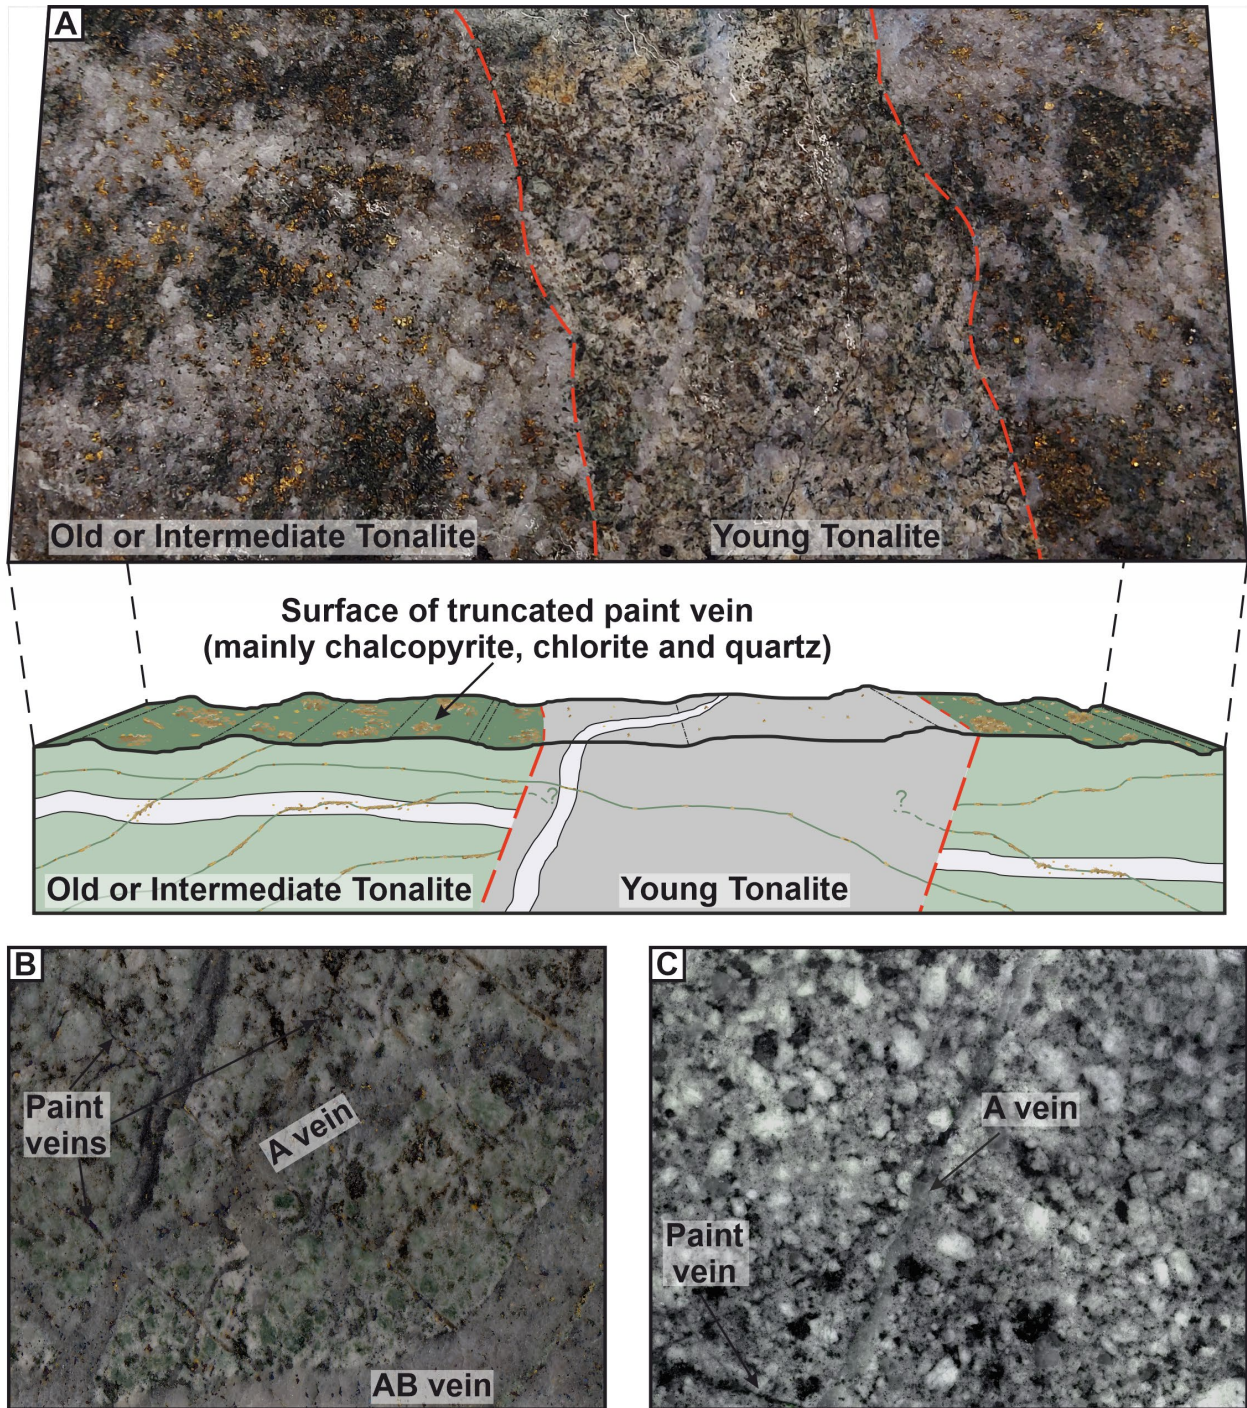 A
Old or Intermediate Tonalite
Young Tonalite
Surface of truncated paint vein
(mainly chalcopyrite, chlorite and quartz)
?
?
Old or Intermediate Tonalite
Young Tonalite
B
Paint
veins
A vein
AB vein
C
A vein
Paint
vein